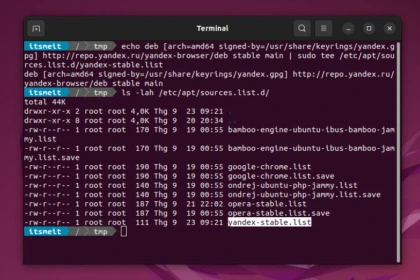 Terminal
itsneit / tmp echo deb [arch=amd64 signed-by=/usr/share/keyrings/yandex.g
pg] http://repo.yandex.ru/yandex-browser/deb stable main | sudo tee /etc/apt/sou
rces.list.d/yandex-stable.list
deb [arch=amd64 signed-by=/usr/share/keyrings/yandex.gpg] http://repo.yandex.ru/
yandex-browser/deb stable main
itsneit / tmp ls -lah /etc/apt/sources.list.d/
total 44K
drwxr-xr-x 2 root root 4,0K Thg 9 23 09:21 .
drwxr-xr-x 8 root root 4,0K Thg 9 20 20:34 ..
-rw-r--r-- 1 root root 170 Thg 9 19 00:55 bamboo-engine-ubuntu-ibus-bamboo-jam
my.list
-rw-r--r-- 1 root root 170 Thg 9 19 00:55 bamboo-engine-ubuntu-ibus-bamboo-jam
my.list.save
-rw-r--r-- 1 root root 190 Thg 9 19 00:55 google-chrome.list
-rw-r--r-- 1 root root 190 Thg 9 19 00:55 google-chrome.list.save
-rw-r--r-- 1 root root 140 Thg 9 19 00:55 ondrej-ubuntu-php-jammy.list
-rw-r--r-- 1 root root 140 Thg 9 19 00:55 ondrej-ubuntu-php-jammy.list.save
-rw-r--r-- 1 root root 187 Thg 9 21 22:02 opera-stable.list
-rw-r--r-- 1 root root 187 Thg 9 19 00:55 opera-stable.list.save
-rw-r--r-- 1 root root 111 Thg 9 23 09:21 yandex-stable.list
itsneit / tmp